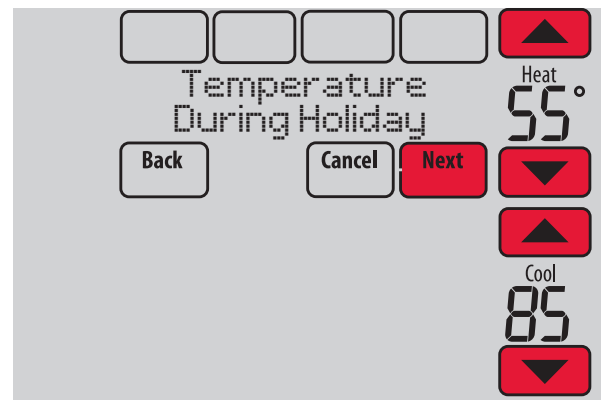 Temperature
During Holiday
Back
Cancel
Next
Heat
55°
Cool
85